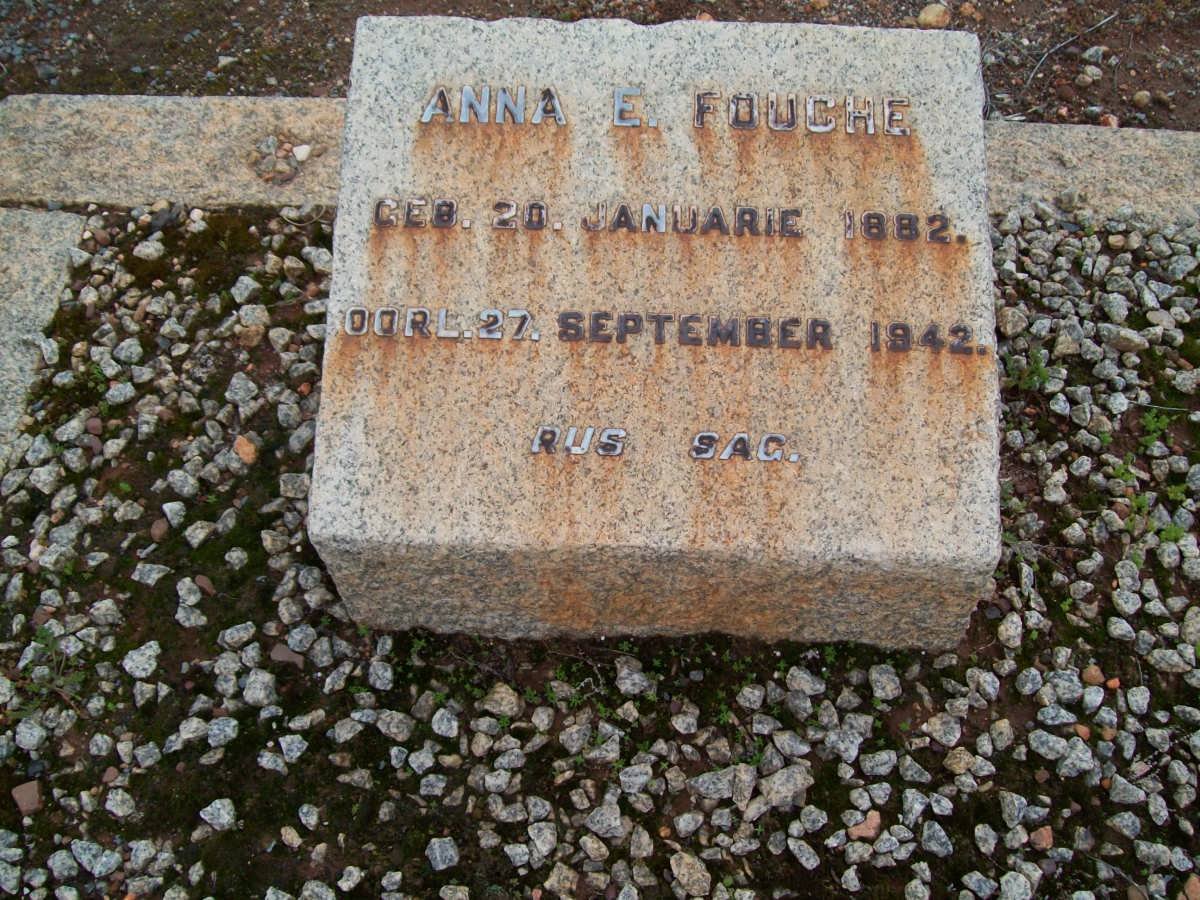 ANNA E. FOUCHE
GEB. 20. JANUARIE 1882.
OORL. 27. SEPTEMBER 1942.
RUS SAG.